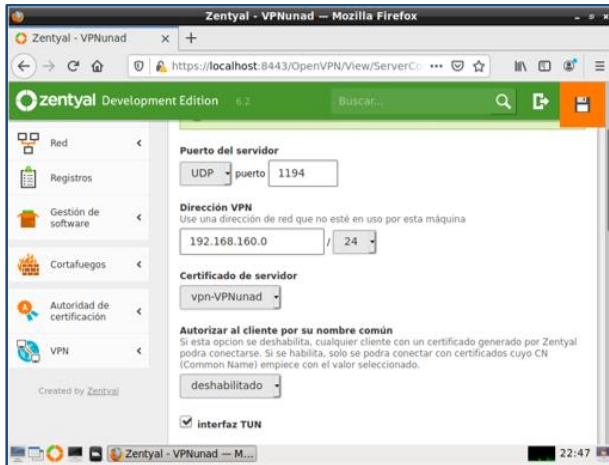 Zentyal - VPNunad — Mozilla Firefox
Zentyal - VPNunad
https://localhost:8443/OpenVPN/View/ServerCo
zentyal Development Edition 6.2
Buscar...
Red
Registros
Gestión de
software
Cortafuegos
Autoridad de
certificación
VPN
Created by Zentyal
Puerto del servidor
UDP puerto 1194
Dirección VPN
Use una dirección de red que no esté en uso por esta máquina
192.168.160.0 / 24
Certificado de servidor
vpn-VPNunad
Autorizar al cliente por su nombre común
Si esta opcion se deshabilita, cualquier cliente con un certificado generado por Zentyal
podra conectarse. Si se habilita, solo se podra conectar con certificados cuyo CN
(Common Name) empiece con el valor seleccionado.
deshabilitado
interfaz TUN
Zentyal - VPNunad — M...
22:47